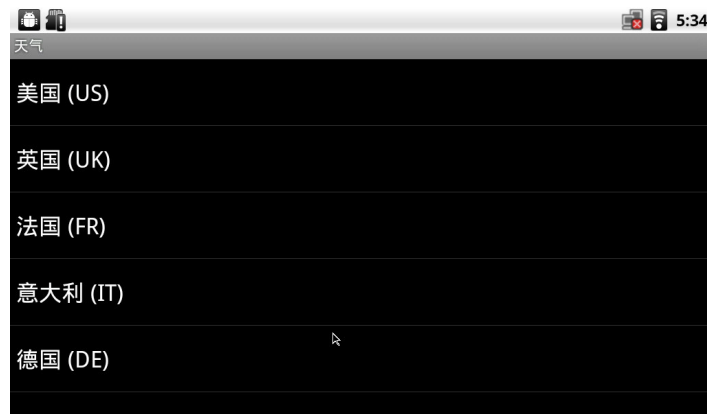 5:34
天气
美国 (US)
英国 (UK)
法国 (FR)
意大利 (IT)
德国 (DE)